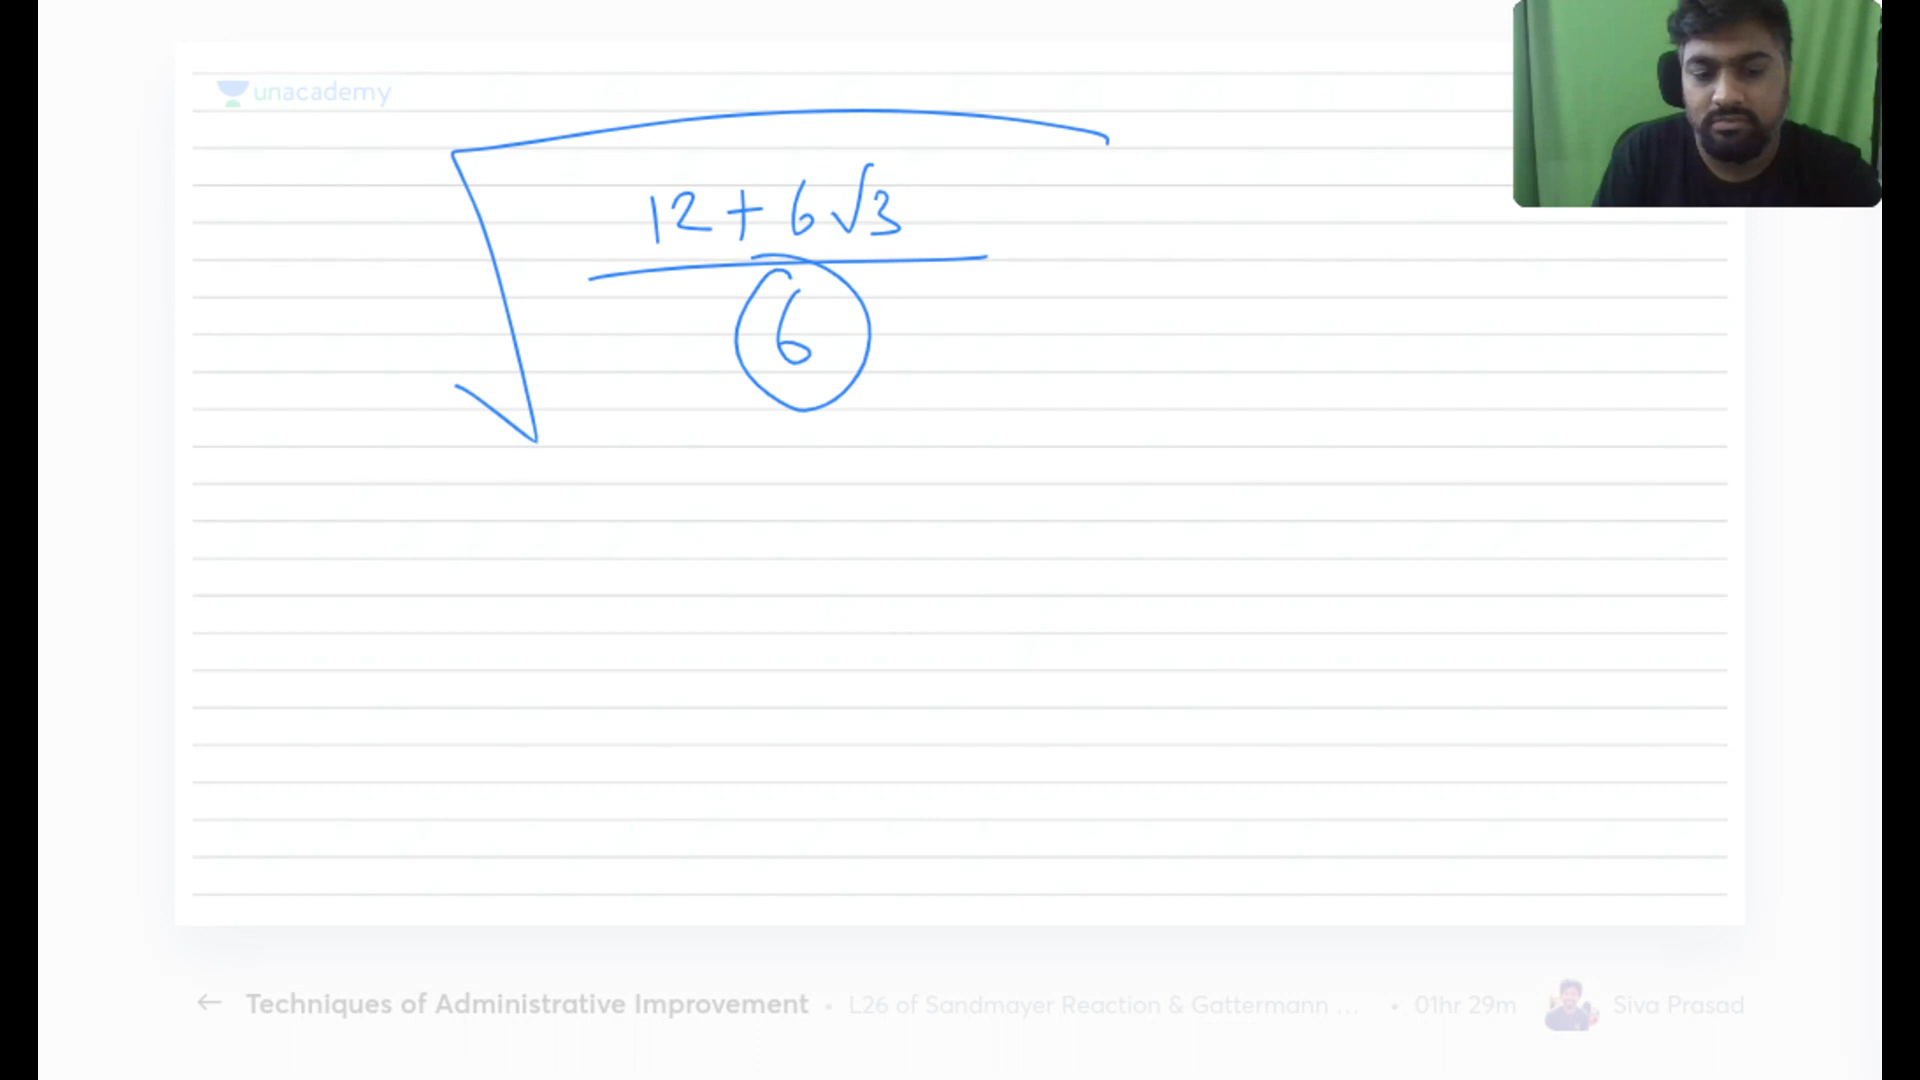 unacademy
√
12 + 6√3
6
← Techniques of Administrative Improvement • L26 of Sandmayer Reaction & Gattermann ... • 01hr 29m Siva Prasad